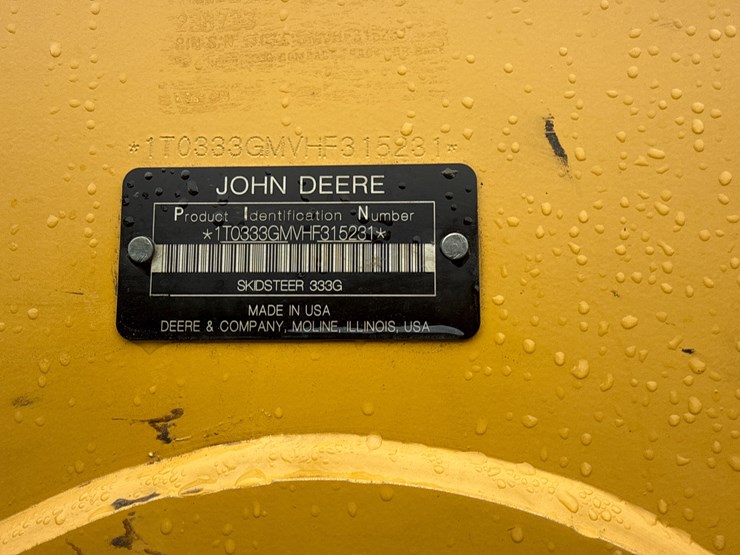 *1T0333GMVHF315231*
JOHN DEERE
Product Identification Number
*1T0333GMVHF315231*
SKIDSTEER 333G
MADE IN USA
DEERE & COMPANY, MOLINE, ILLINOIS, USA